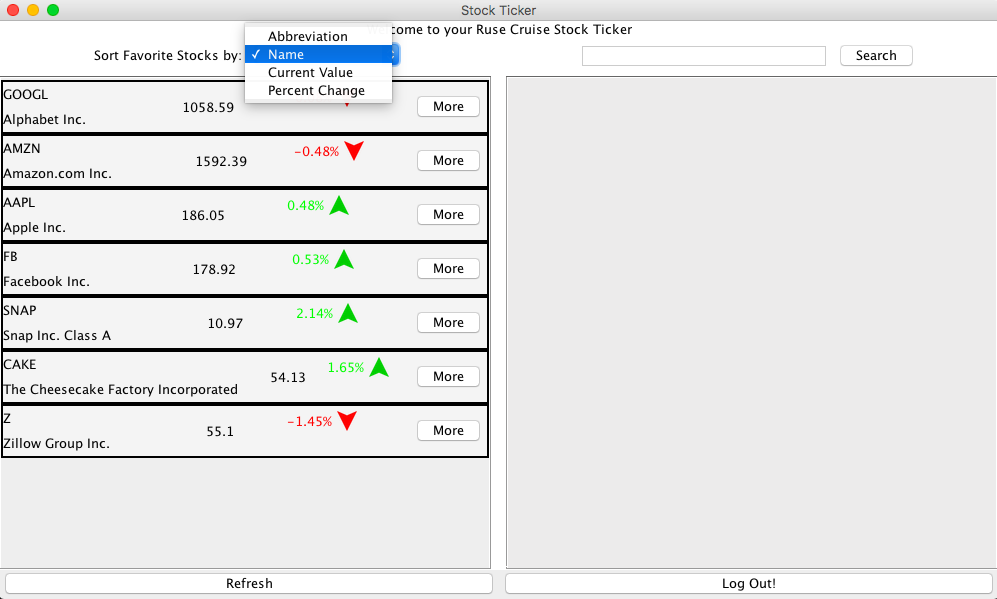 Stock Ticker
come to your Ruse Cruise Stock Ticker
Sort Favorite Stocks by:
Abbreviation
✓ Name
Current Value
Percent Change
Search
GOOGL
1058.59
More
Alphabet Inc.
AMZN
-0.48%
1592.39
More
Amazon.com Inc.
AAPL
0.48%
186.05
More
Apple Inc.
FB
0.53%
178.92
More
Facebook Inc.
SNAP
2.14%
10.97
More
Snap Inc. Class A
CAKE
1.65%
54.13
More
The Cheesecake Factory Incorporated
Z
-1.45%
55.1
More
Zillow Group Inc.
Refresh
Log Out!